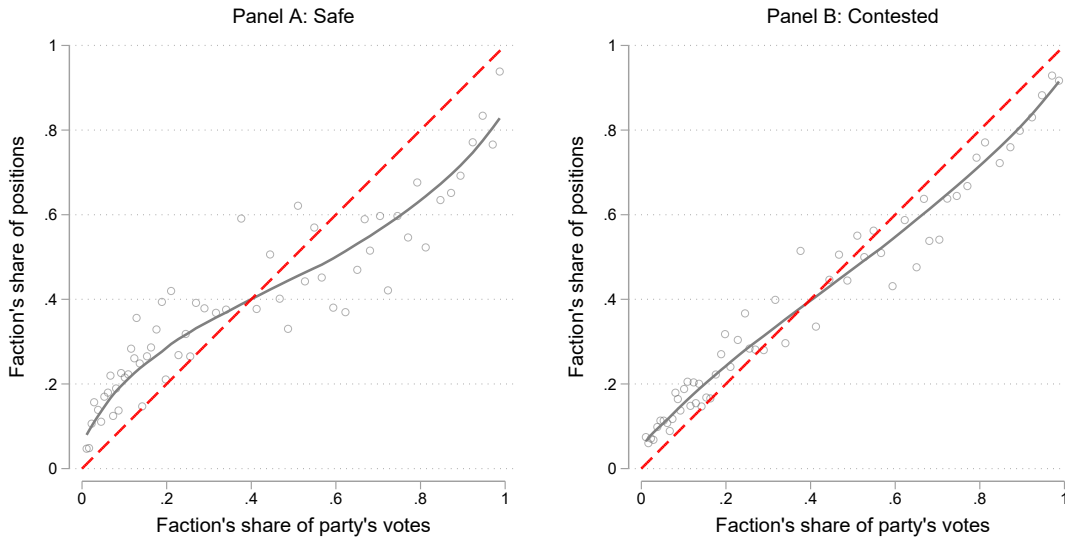 Panel A: Safe
Faction's share of positions
1
.8
.6
.4
.2
0
0 .2 .4 .6 .8 1
Faction's share of party's votes
Panel B: Contested
Faction's share of positions
1
.8
.6
.4
.2
0
0 .2 .4 .6 .8 1
Faction's share of party's votes